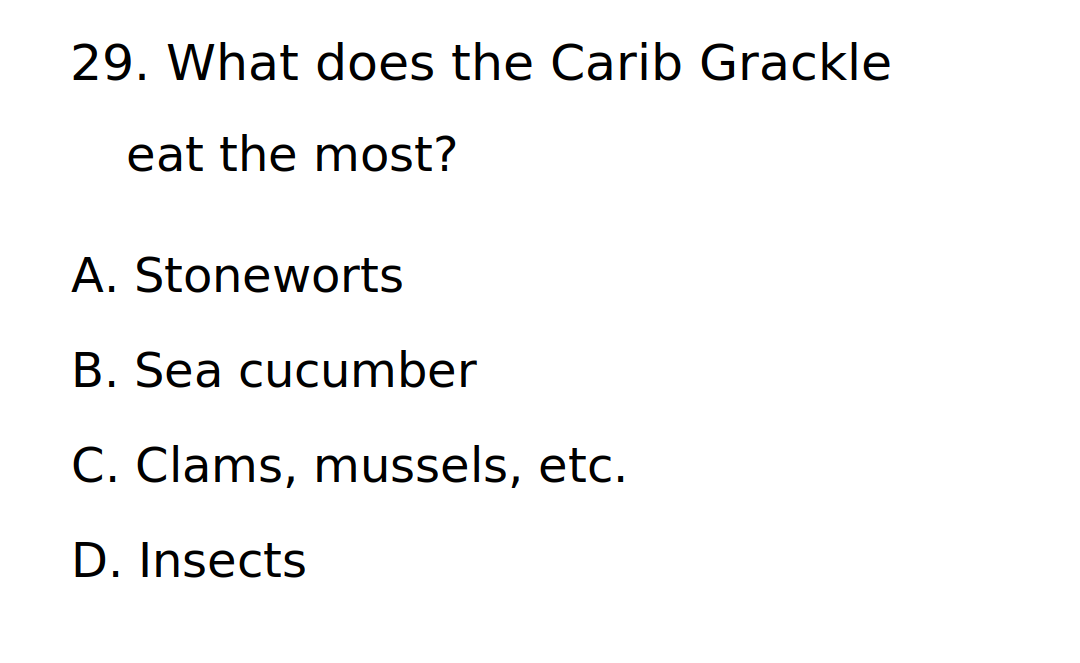 29. What does the Carib Grackle
eat the most?
A. Stoneworts
B. Sea cucumber
C. Clams, mussels, etc.
D. Insects